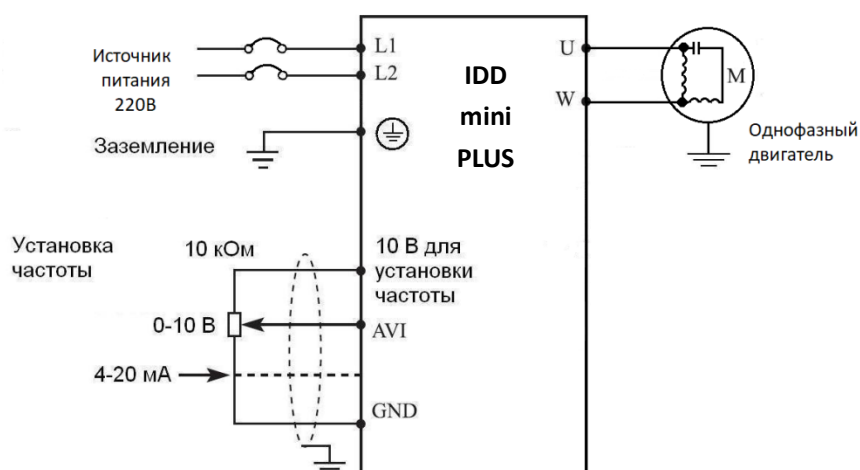 Источник
питания
220В
L1
L2
IDD
mini
PLUS
U
W
M
Однофазный
двигатель
Заземление
Установка
частоты
10 кОм
10 В для
установки
частоты
0-10 В
AVI
4-20 мА
GND